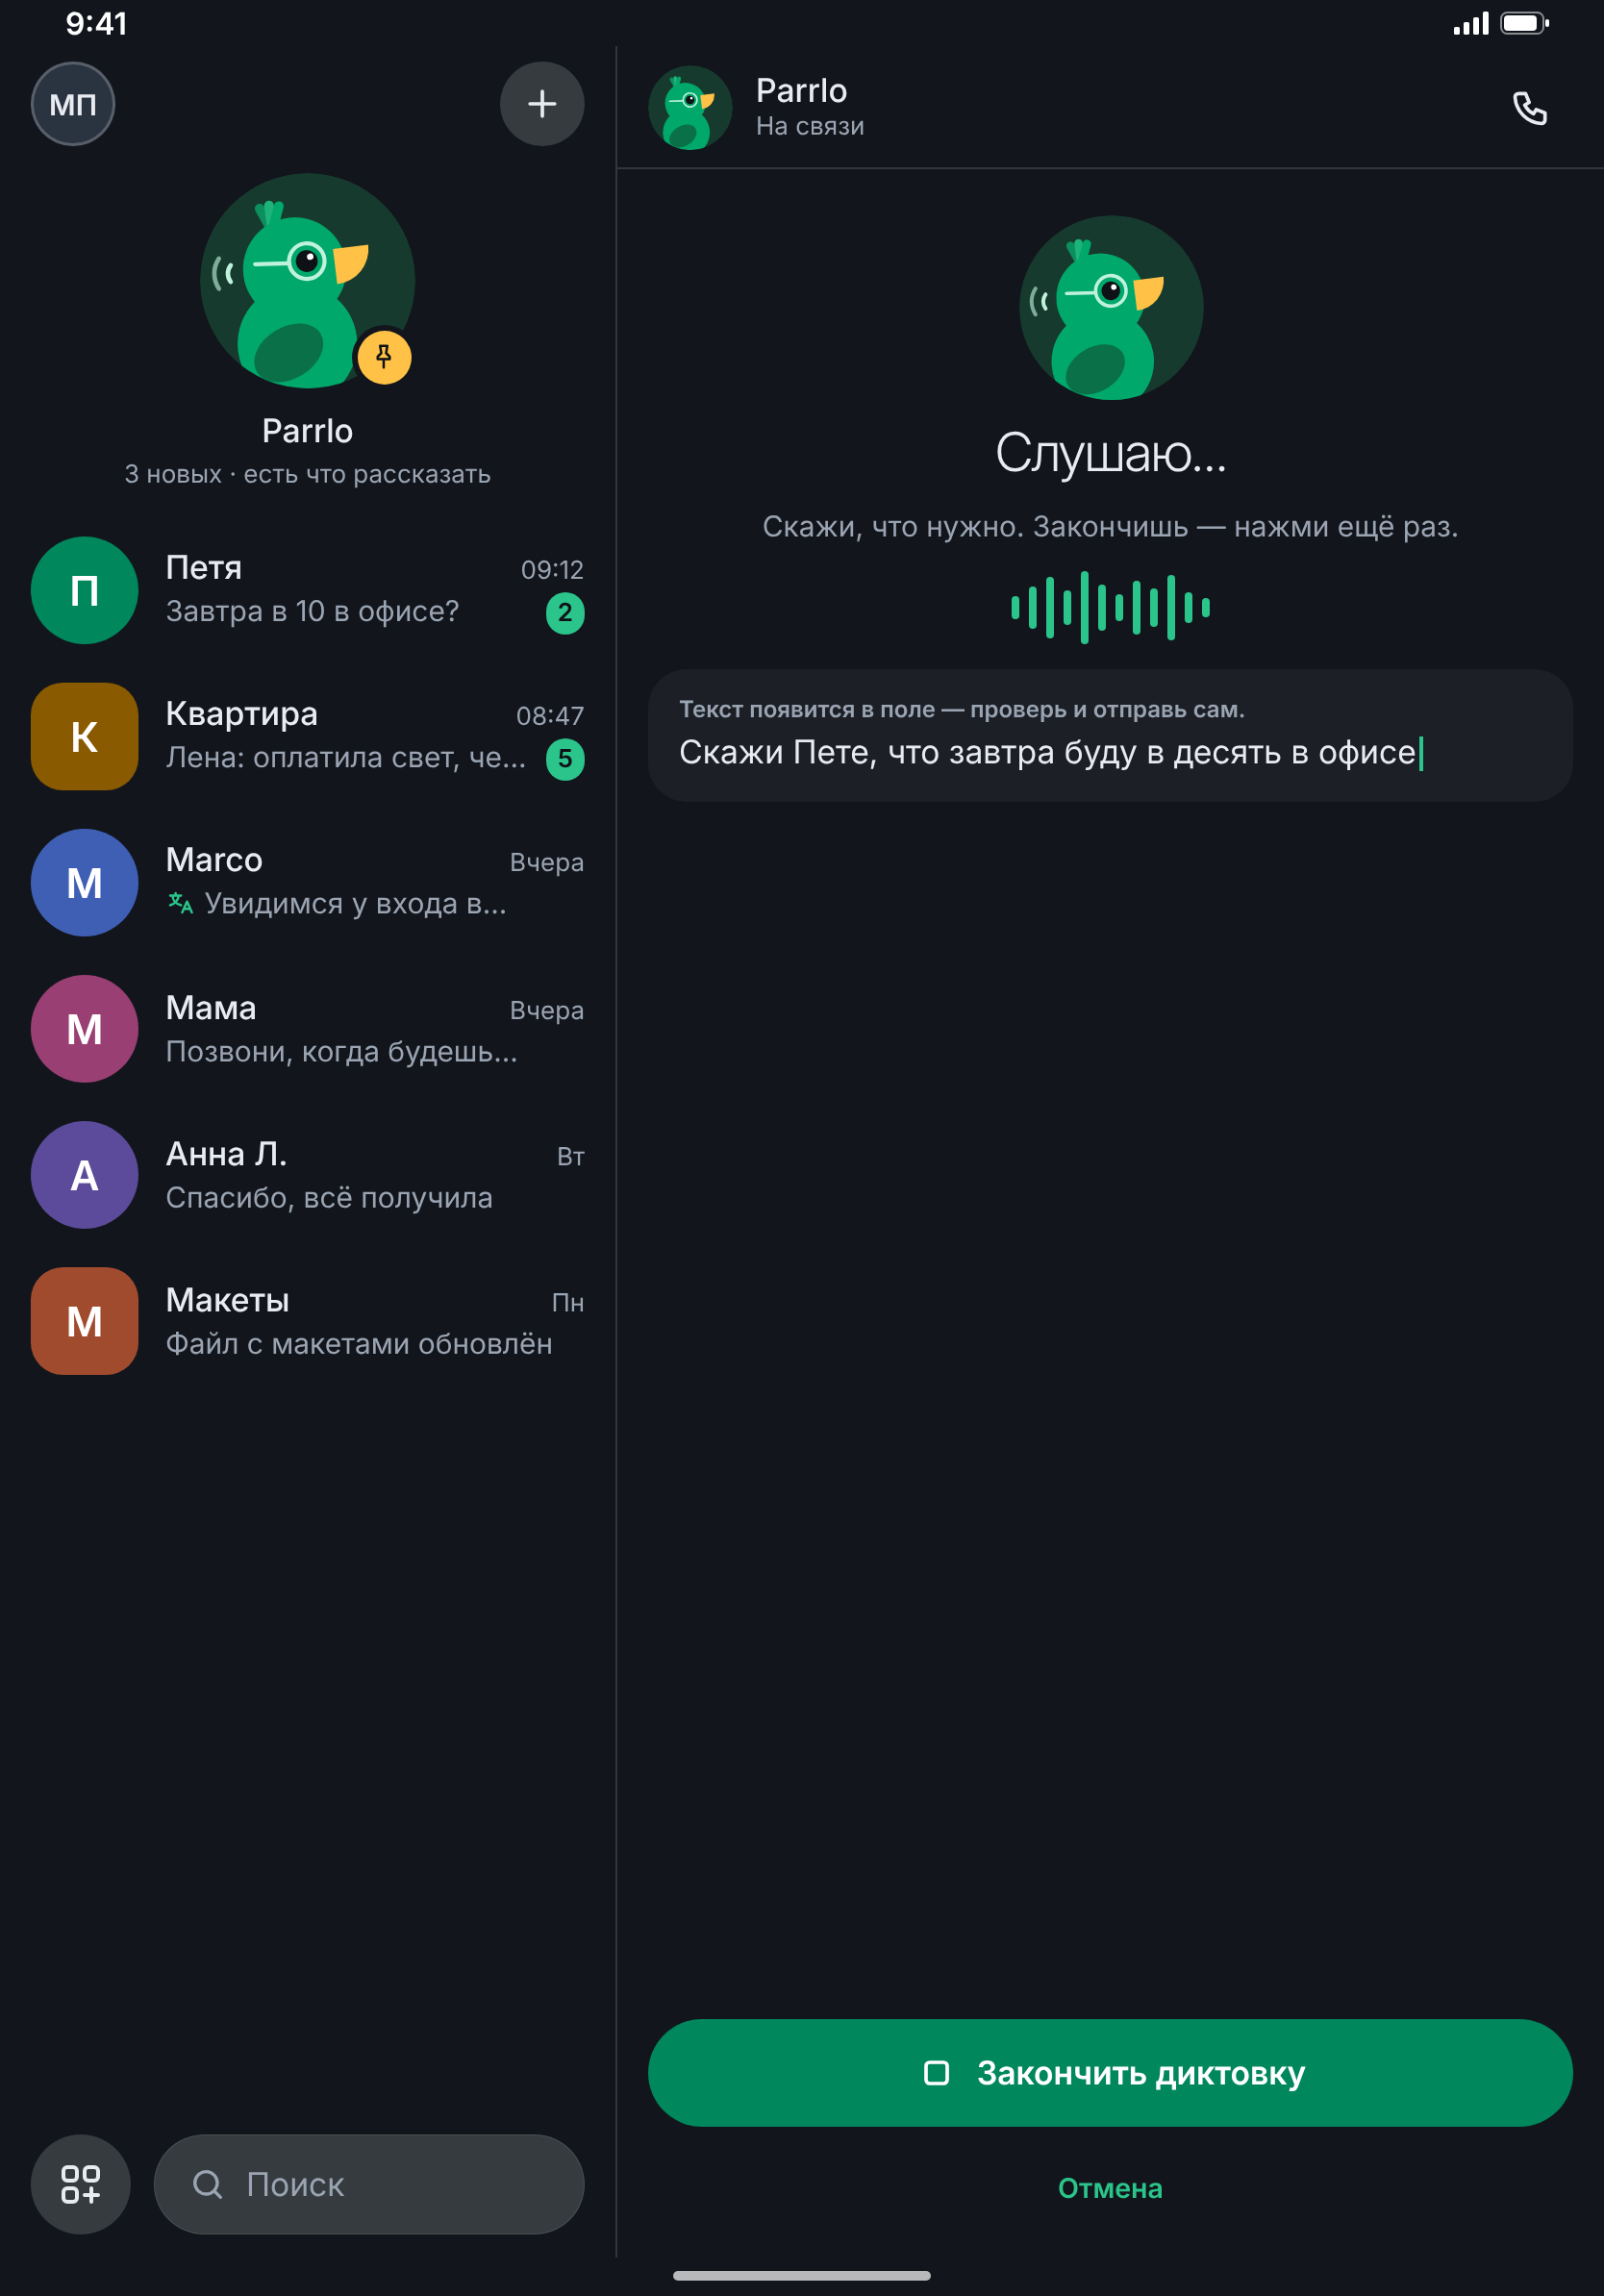 9:41
МП
Parrlo
3 новых · есть что рассказать
П
Петя
09:12
Завтра в 10 в офисе?
2
К
Квартира
08:47
Лена: оплатила свет, че...
5
M
Marco
Вчера
Увидимся у входа в...
М
Мама
Вчера
Позвони, когда будешь...
А
Анна Л.
Вт
Спасибо, всё получила
М
Макеты
Пн
Файл с макетами обновлён
Поиск
Parrlo
На связи
Слушаю...
Скажи, что нужно. Закончишь — нажми ещё раз.
Текст появится в поле — проверь и отправь сам.
Скажи Пете, что завтра буду в десять в офисе
Закончить диктовку
Отмена